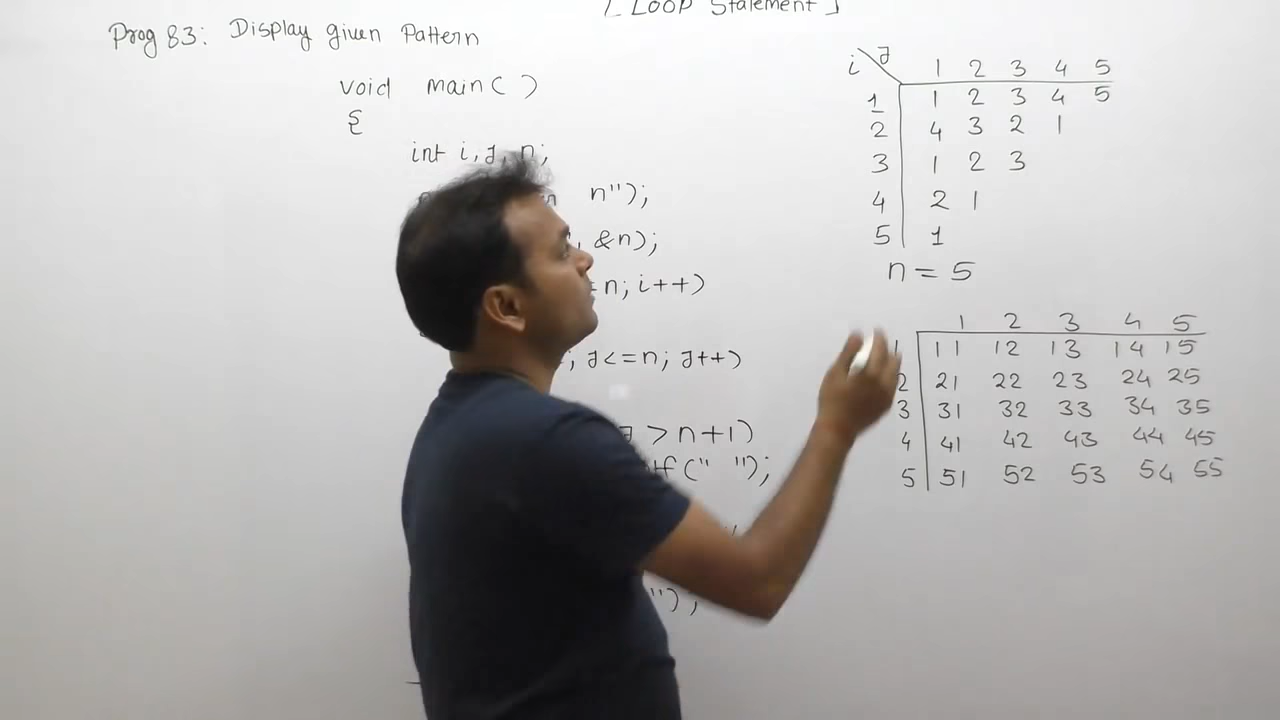 [ Loop Statement ]
Prog 83: Display given Pattern
void main( )
{
int i, J, n;
n");
, &n);
=n; i++)
; J<=n; J++)
J > n+1)
tf(" ");
");
i J 1 2 3 4 5
1 1 2 3 4 5
2 4 3 2 1
3 1 2 3
4 2 1
5 1
n = 5
1 2 3 4 5
1 11 12 13 14 15
2 21 22 23 24 25
3 31 32 33 34 35
4 41 42 43 44 45
5 51 52 53 54 55